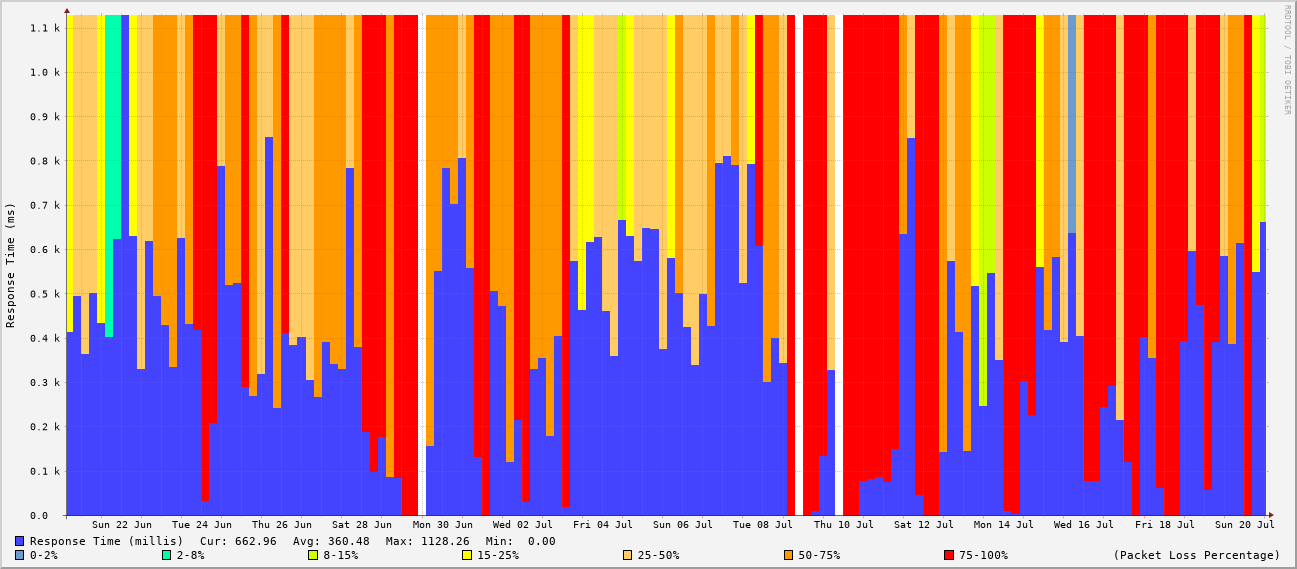 RRDTOOL / TOBI OETIKER
Response Time (ms)
1.1 k
1.0 k
0.9 k
0.8 k
0.7 k
0.6 k
0.5 k
0.4 k
0.3 k
0.2 k
0.1 k
0.0
Sun 22 Jun Tue 24 Jun Thu 26 Jun Sat 28 Jun Mon 30 Jun Wed 02 Jul Fri 04 Jul Sun 06 Jul Tue 08 Jul Thu 10 Jul Sat 12 Jul Mon 14 Jul Wed 16 Jul Fri 18 Jul Sun 20 Jul
Response Time (millis) Cur: 662.96 Avg: 360.48 Max: 1128.26 Min: 0.00
0-2% 2-8% 8-15% 15-25% 25-50% 50-75% 75-100% (Packet Loss Percentage)